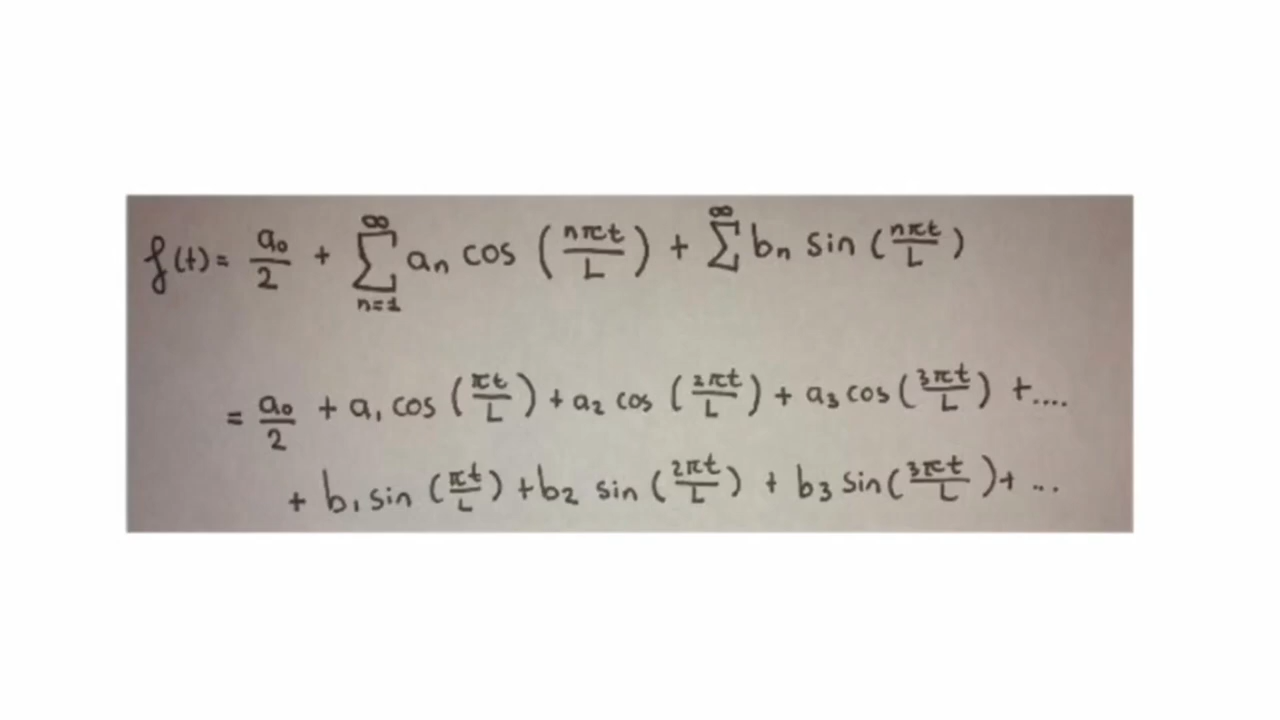 f(t) = a₀/2 + ∑_{n=1}^{∞} aₙ cos (nπt/L) + ∑^{∞} bₙ sin (nπt/L)
= a₀/2 + a₁ cos (πt/L) + a₂ cos (2πt/L) + a₃ cos (3πt/L) + ....
+ b₁ sin (πt/L) + b₂ sin (2πt/L) + b₃ sin (3πt/L) + ...